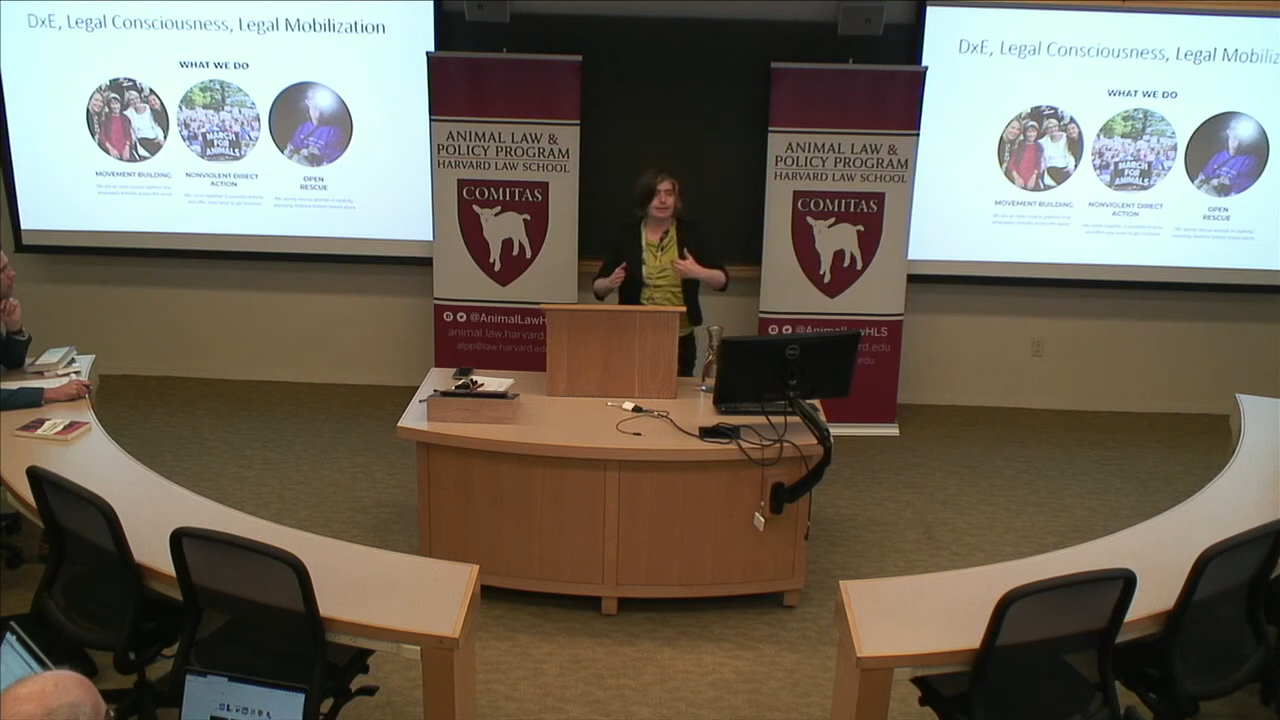 DxE, Legal Consciousness, Legal Mobilization
WHAT WE DO
MOVEMENT BUILDING
NONVIOLENT DIRECT
ACTION
OPEN
RESCUE
MARCH
FOR
ANIMALS
ANIMAL LAW &
POLICY PROGRAM
HARVARD LAW SCHOOL
COMITAS
@AnimalLawH
animal.law.harvard.
alpp@law.harvard.ed
ANIMAL LAW &
POLICY PROGRAM
HARVARD LAW SCHOOL
COMITAS
@AnimalLawHLS
rd.edu
edu
DELL
DxE, Legal Consciousness, Legal Mobiliz
WHAT WE DO
MARCH
FOR
ANIMALS
MOVEMENT BUILDING
NONVIOLENT DIRECT
ACTION
OPEN
RESCUE